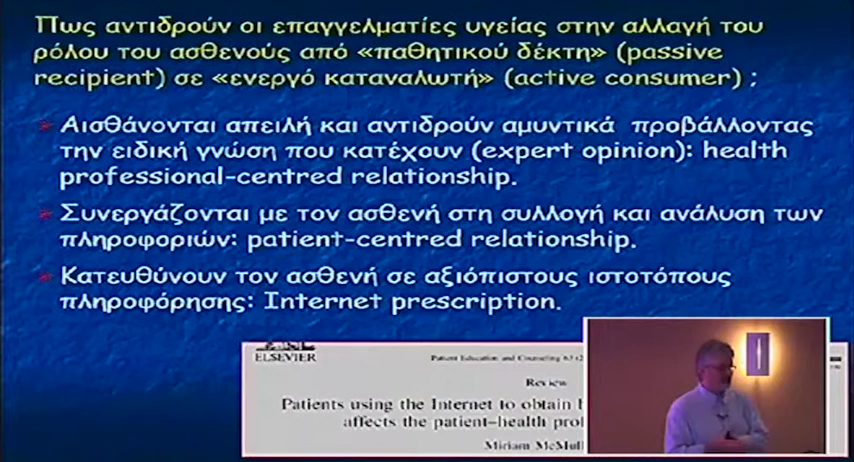 Πως αντιδρούν οι επαγγελματίες υγείας στην αλλαγή του
ρόλου του ασθενούς από «παθητικού δέκτη» (passive
recipient) σε «ενεργό καταναλωτή» (active consumer) ;
Αισθάνονται απειλή και αντιδρούν αμυντικά προβάλλοντας
την ειδική γνώση που κατέχουν (expert opinion): health
professional-centred relationship.
Συνεργάζονται με τον ασθενή στη συλλογή και ανάλυση των
πληροφοριών: patient-centred relationship.
Κατευθύνουν τον ασθενή σε αξιόπιστους ιστοτόπους
πληροφόρησης: Internet prescription.
ELSEVIER
Patient Education and Counseling 63
Review
Patients using the Internet to obtain
affects the patient–health
Miriam